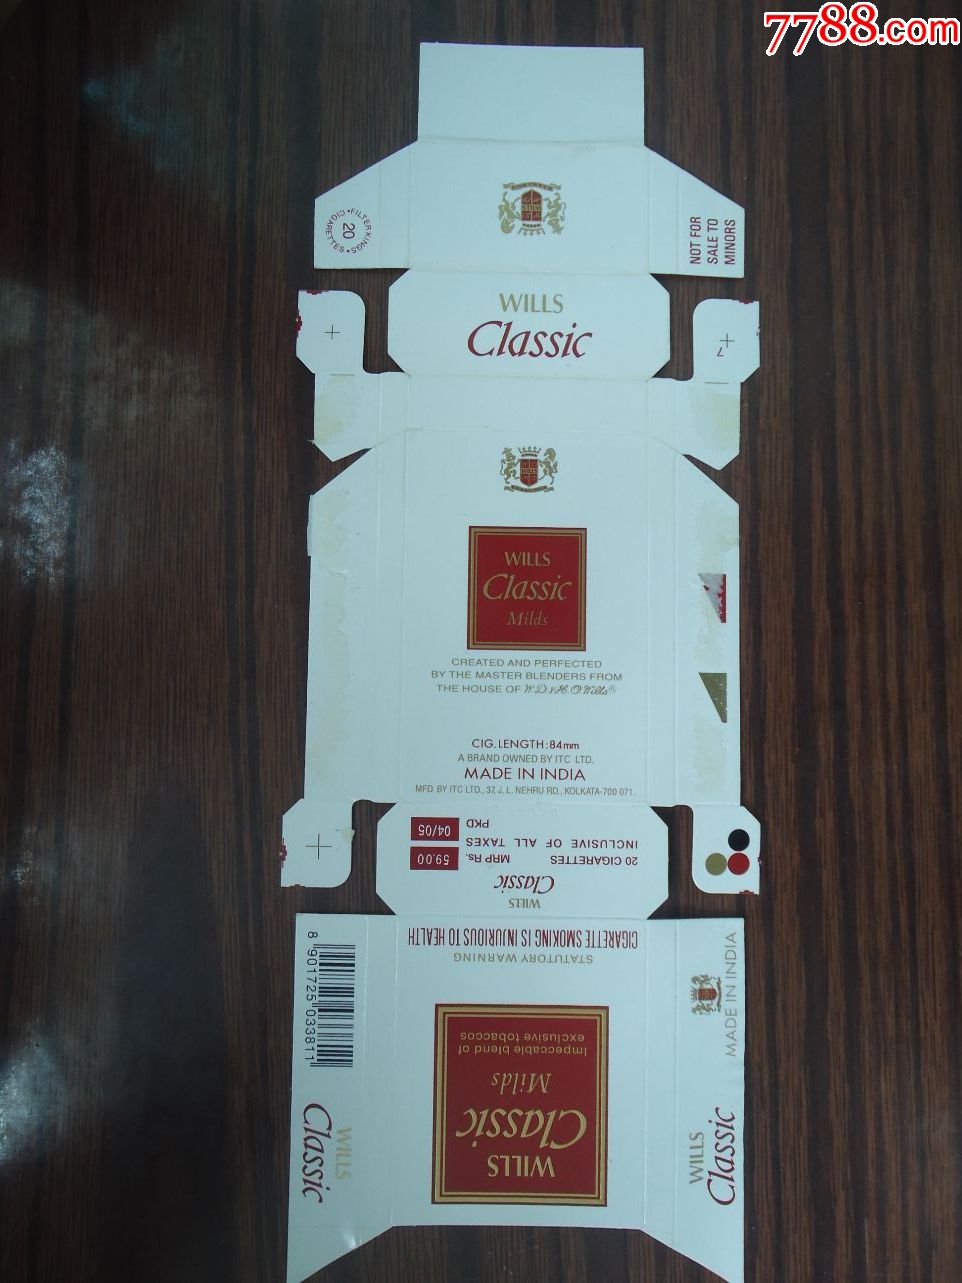 7788.com
FILTER KINGS • CIGARETTES •
20
NOT FOR
SALE TO
MINORS
WILLS
Classic
7
WILLS
Classic
Milds
CREATED AND PERFECTED
BY THE MASTER BLENDERS FROM
THE HOUSE OF W.D.& H.O.Wills®
CIG. LENGTH: 84mm
A BRAND OWNED BY ITC LTD.
MADE IN INDIA
MFD. BY ITC LTD., 37, J. L. NEHRU RD., KOLKATA-700 071.
WILLS
Classic
20 CIGARETTES MRP Rs. 59.00
INCLUSIVE OF ALL TAXES
PKD 04/05
STATUTORY WARNING
CIGARETTE SMOKING IS INJURIOUS TO HEALTH
WILLS
Classic
Milds
Impeccable blend of
exclusive tobaccos
8 901725 033811
WILLS
Classic
MADE IN INDIA
WILLS
Classic